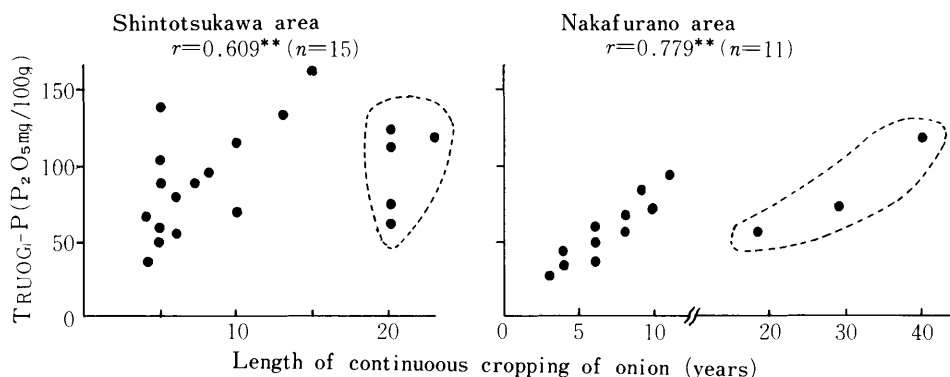 Shintotsukawa area
r=0.609** (n=15)
Nakafurano area
r=0.779** (n=11)
TRUOG-P (P₂O₅mg/100g)
150
100
50
0
10
20
0
5
10
20
30
40
Length of continuous cropping of onion (years)